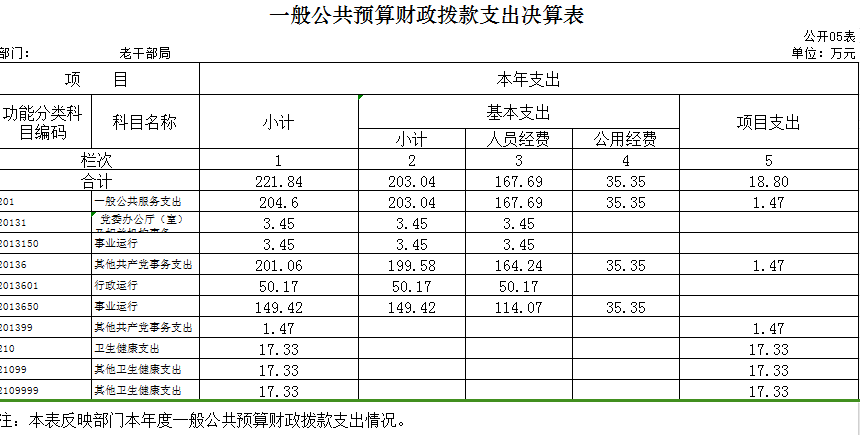 一般公共预算财政拨款支出决算表
公开05表
部门： 老干部局 单位：万元
项 目 本年支出
功能分类科目编码 科目名称 小计 基本支出 项目支出
小计 人员经费 公用经费
栏次 1 2 3 4 5
合计 221.84 203.04 167.69 35.35 18.80
201 一般公共服务支出 204.6 203.04 167.69 35.35 1.47
20131 党委办公厅（室） 3.45 3.45 3.45
2013150 事业运行 3.45 3.45 3.45
20136 其他共产党事务支出 201.06 199.58 164.24 35.35 1.47
2013601 行政运行 50.17 50.17 50.17
2013650 事业运行 149.42 149.42 114.07 35.35
201399 其他共产党事务支出 1.47 1.47
210 卫生健康支出 17.33 17.33
21099 其他卫生健康支出 17.33 17.33
2109999 其他卫生健康支出 17.33 17.33
注：本表反映部门本年度一般公共预算财政拨款支出情况。